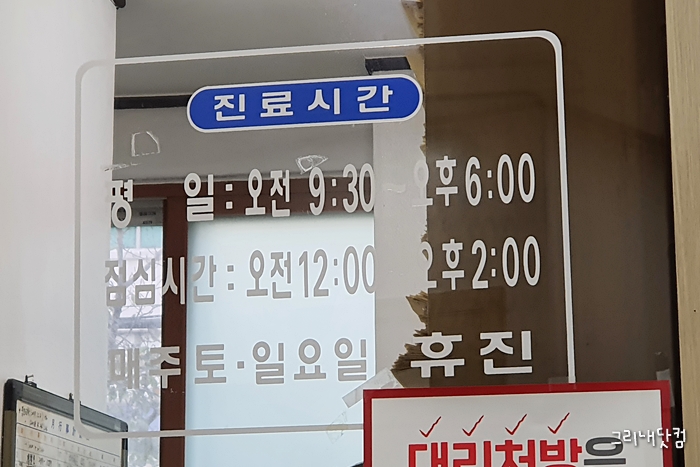 진료시간
평 일 : 오전 9:30 오후 6:00
점심시간 : 오전 12:00 오후 2:00
매주 토·일요일 휴진
대리처방을
그리내닷컴